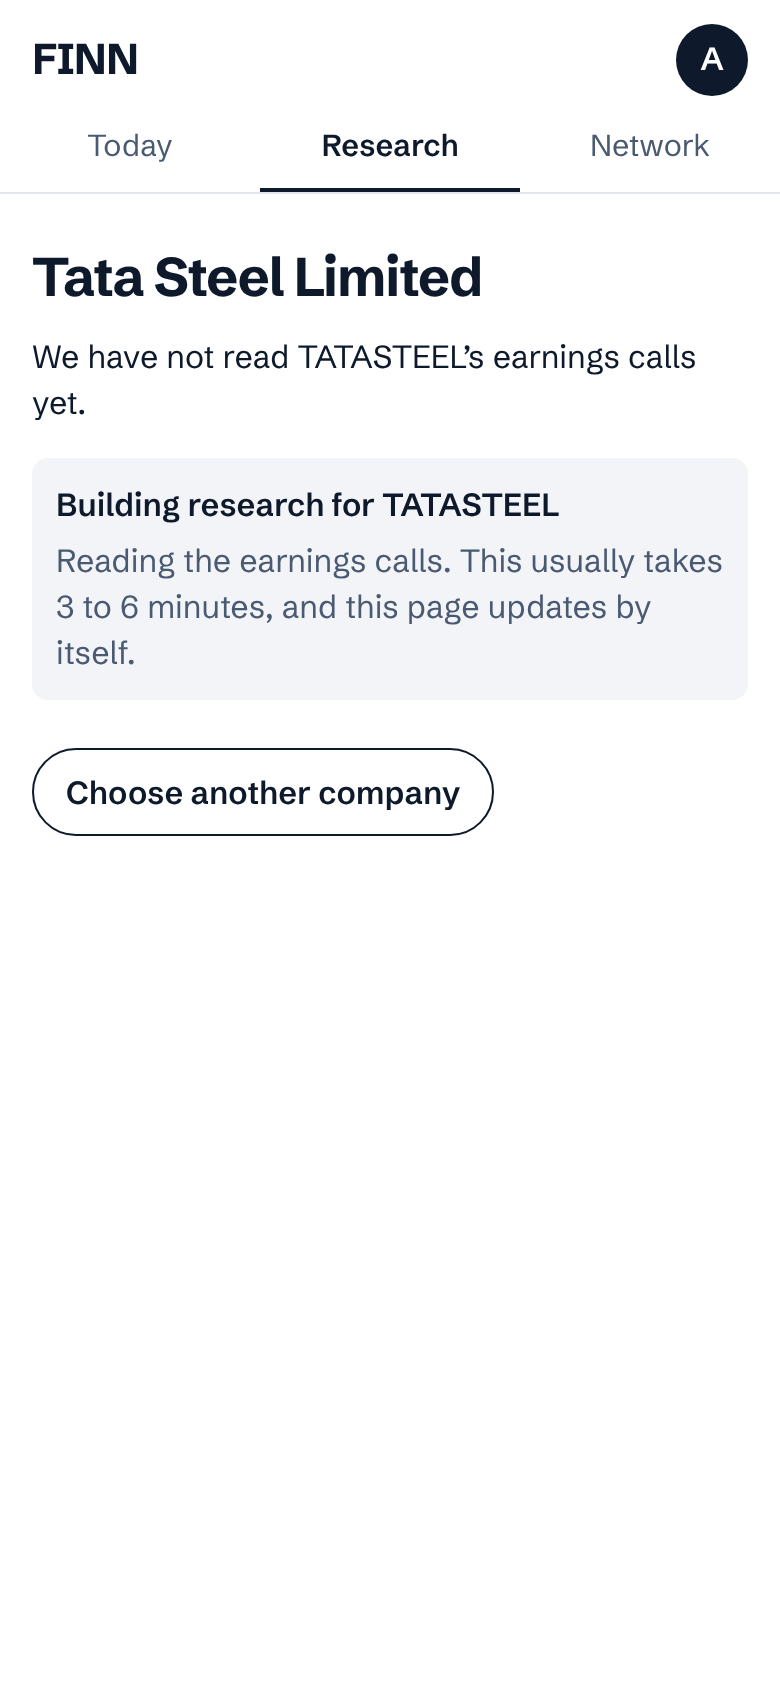 FINN
A
Today
Research
Network
Tata Steel Limited
We have not read TATASTEEL’s earnings calls
yet.
Building research for TATASTEEL
Reading the earnings calls. This usually takes
3 to 6 minutes, and this page updates by
itself.
Choose another company